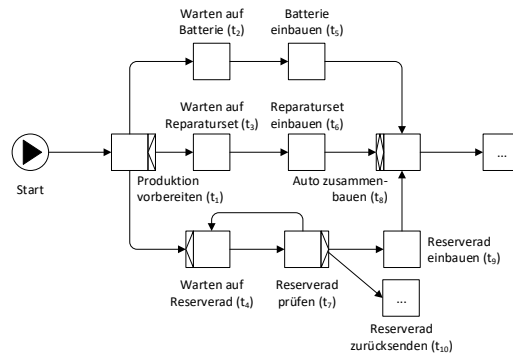 Warten auf
Batterie (t2)
Batterie
einbauen (t5)
Warten auf
Reparaturset (t3)
Reparaturset
einbauen (t6)
...
Start
Produktion
vorbereiten (t1)
Auto zusammen-
bauen (t8)
Warten auf
Reserverad (t4)
Reserverad
prüfen (t7)
Reserverad
einbauen (t9)
...
Reserverad
zurücksenden (t10)